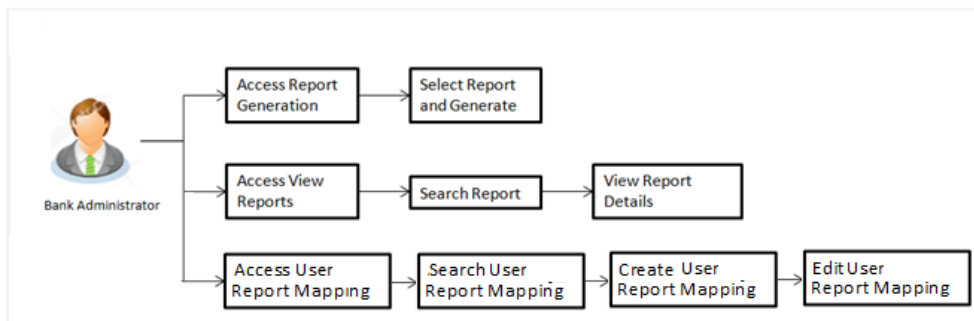 Access Report
Generation
Select Report
and Generate
Bank Administrator
Access View
Reports
Search Report
View Report
Details
Access User
Report Mapping
Search User
Report Mapping
Create User
Report Mapping
Edit User
Report Mapping